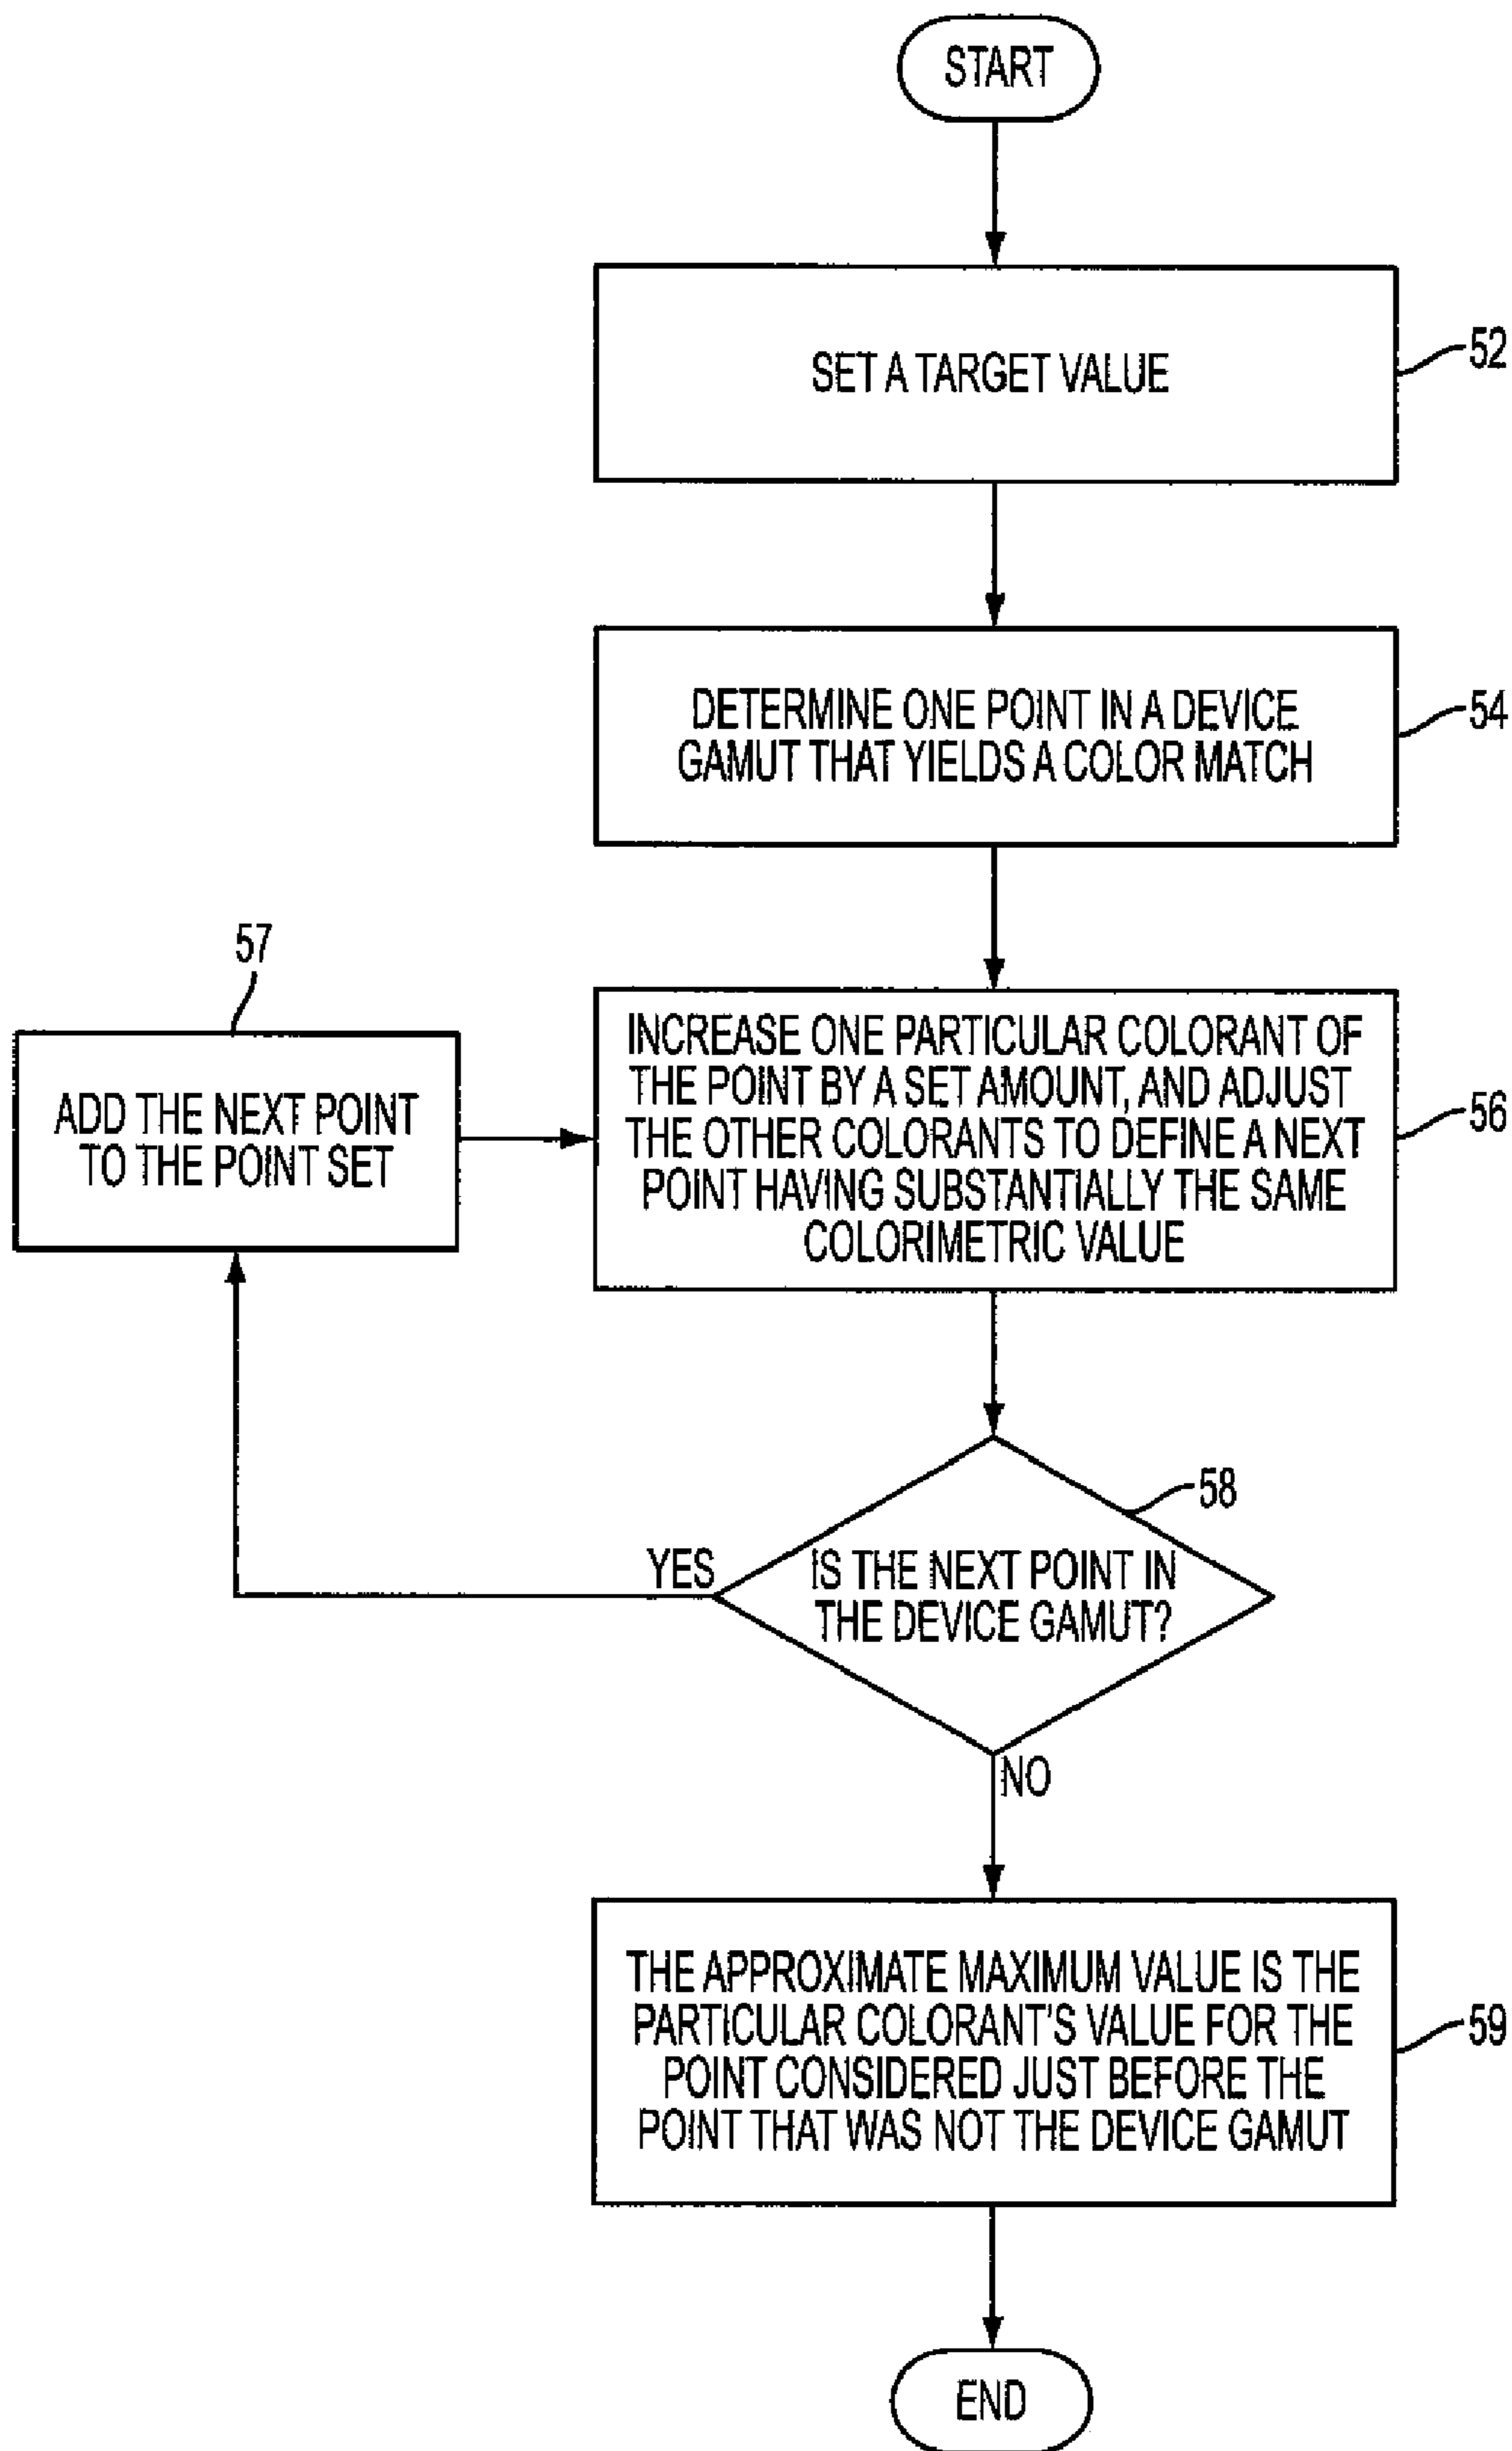 START
SET A TARGET VALUE
52
DETERMINE ONE POINT IN A DEVICE
GAMUT THAT YIELDS A COLOR MATCH
54
57
ADD THE NEXT POINT
TO THE POINT SET
INCREASE ONE PARTICULAR COLORANT OF
THE POINT BY A SET AMOUNT, AND ADJUST
THE OTHER COLORANTS TO DEFINE A NEXT
POINT HAVING SUBSTANTIALLY THE SAME
COLORIMETRIC VALUE
56
58
YES
IS THE NEXT POINT IN
THE DEVICE GAMUT?
NO
THE APPROXIMATE MAXIMUM VALUE IS THE
PARTICULAR COLORANT'S VALUE FOR THE
POINT CONSIDERED JUST BEFORE THE
POINT THAT WAS NOT THE DEVICE GAMUT
59
END